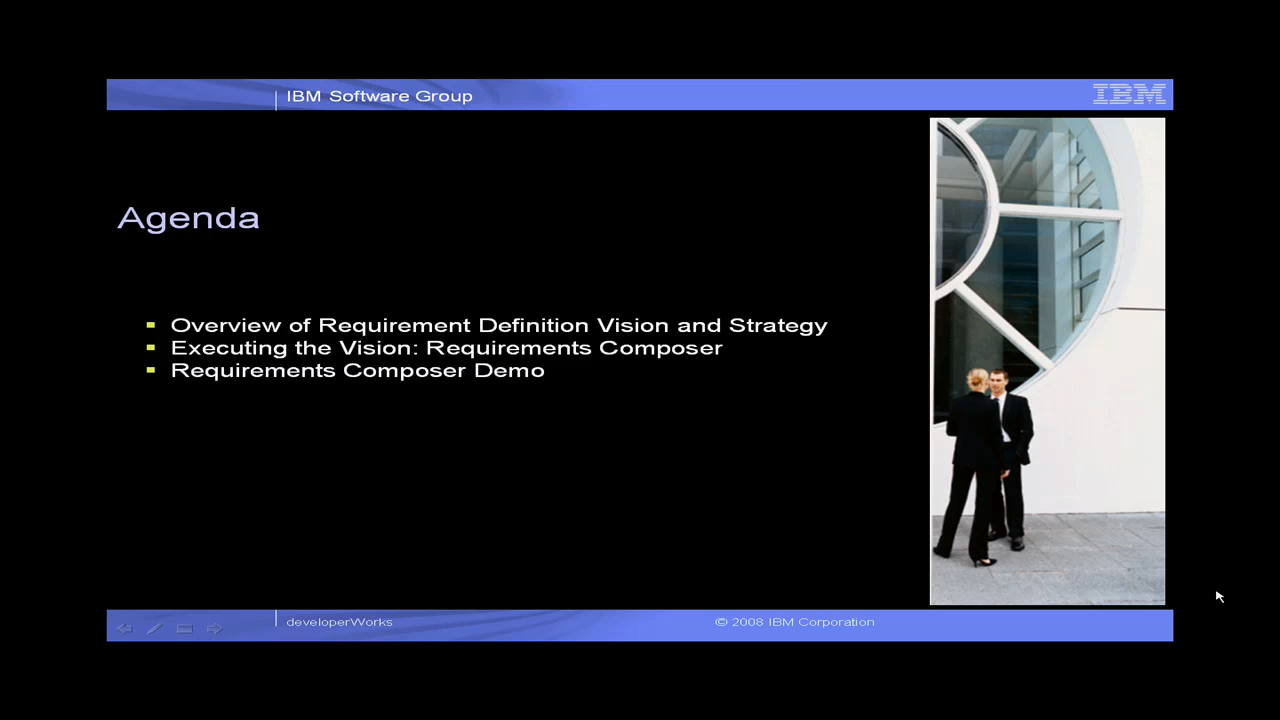 IBM Software Group
IBM
Agenda
Overview of Requirement Definition Vision and Strategy
Executing the Vision: Requirements Composer
Requirements Composer Demo
developerWorks
© 2008 IBM Corporation